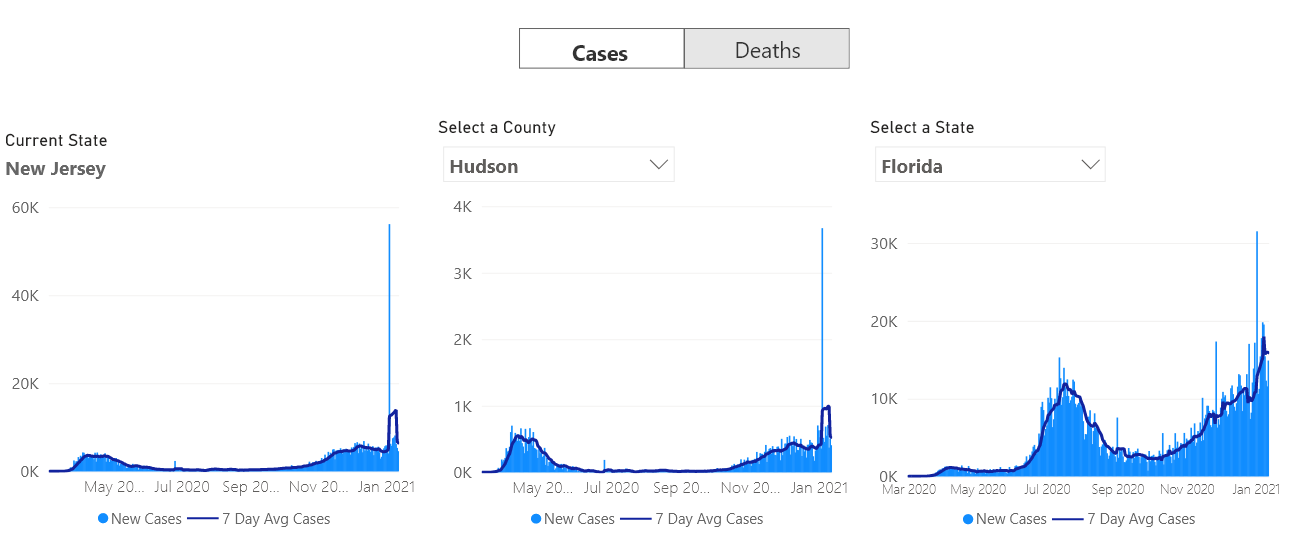 Cases Deaths
Current State
New Jersey
60K
40K
20K
0K
May 20... Jul 2020 Sep 20... Nov 20... Jan 2021
New Cases 7 Day Avg Cases
Select a County
Hudson
4K
3K
2K
1K
0K
May 20... Jul 2020 Sep 20... Nov 20... Jan 2021
New Cases 7 Day Avg Cases
Select a State
Florida
30K
20K
10K
0K
Mar 2020 May 2020 Jul 2020 Sep 2020 Nov 2020 Jan 2021
New Cases 7 Day Avg Cases